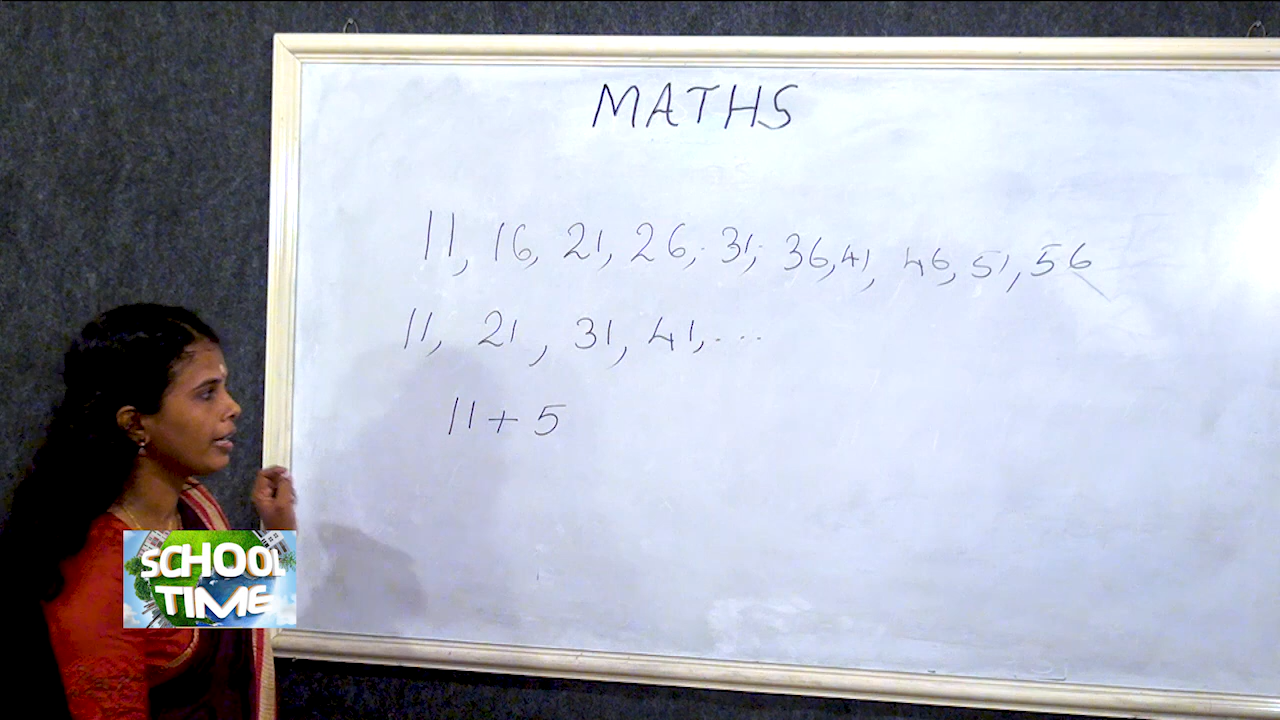 MATHS
11, 16, 21, 26, 31, 36, 41, 46, 51, 56
11, 21, 31, 41, ...
11 + 5
SCHOOL
TIME